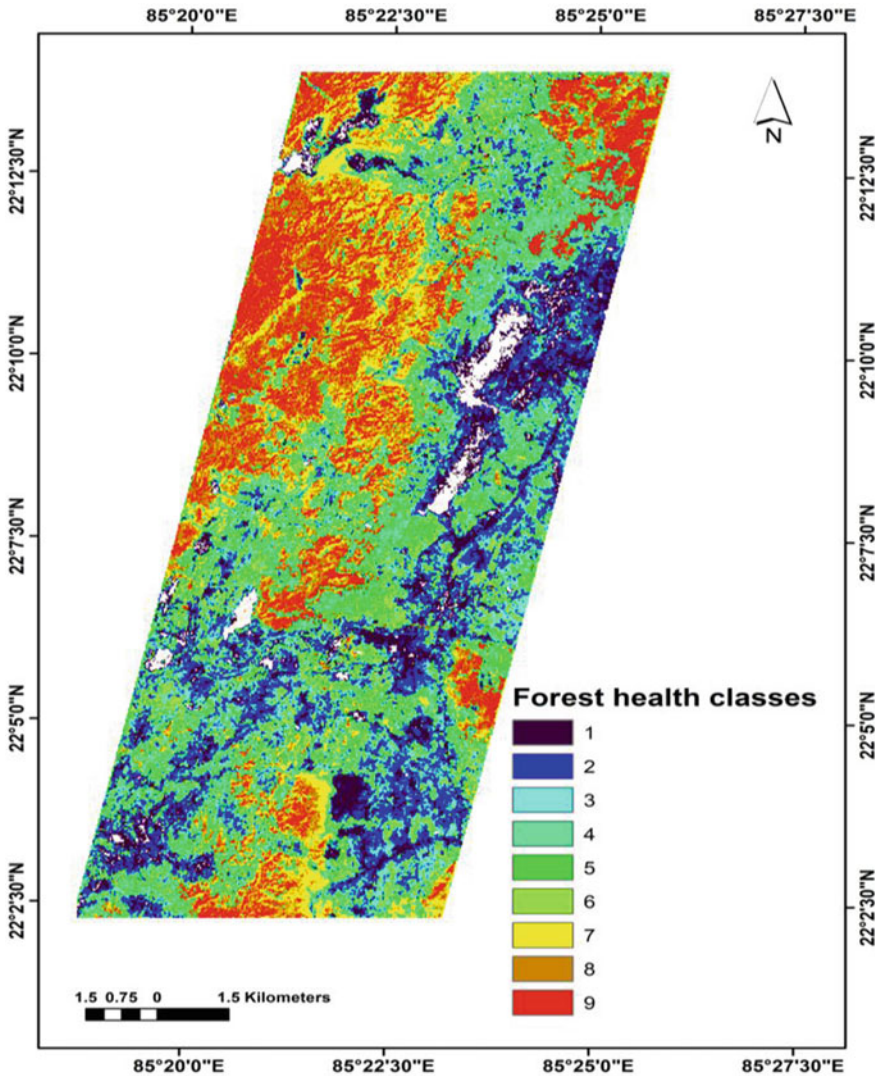 85°20'0"E 85°22'30"E 85°25'0"E 85°27'30"E
N
22°12'30"N 22°12'30"N
22°10'0"N 22°10'0"N
22°7'30"N 22°7'30"N
22°5'0"N 22°5'0"N
Forest health classes
1
2
3
4
5
6
7
8
9
22°2'30"N 22°2'30"N
1.5 0.75 0 1.5 Kilometers
85°20'0"E 85°22'30"E 85°25'0"E 85°27'30"E